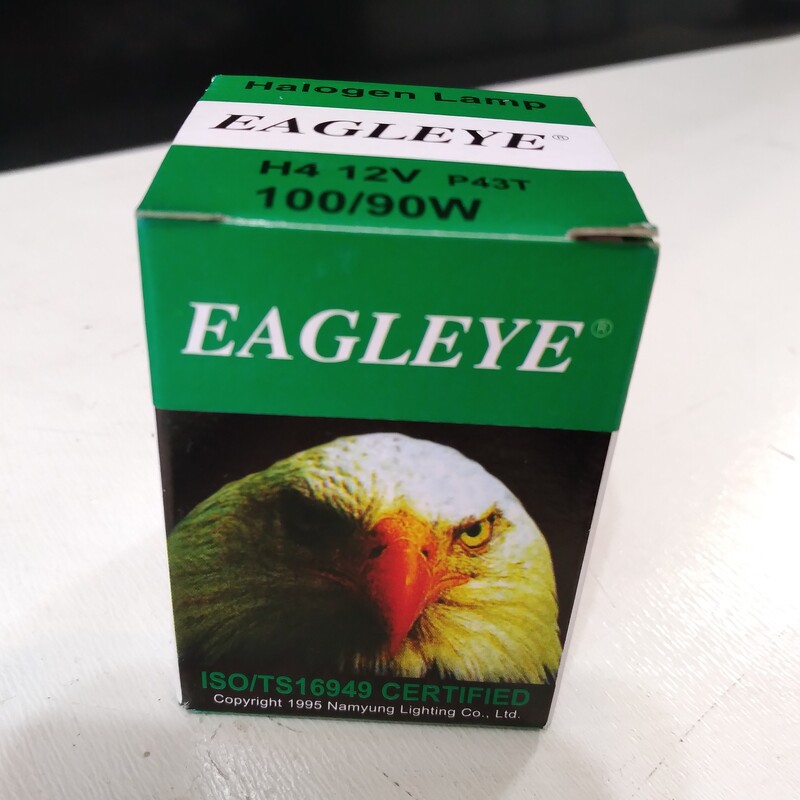 Halogen Lamp
EAGLEYE®
H4 12V P43T
100/90W
EAGLEYE®
ISO/TS16949 CERTIFIED
Copyright 1995 Namyung Lighting Co., Ltd.